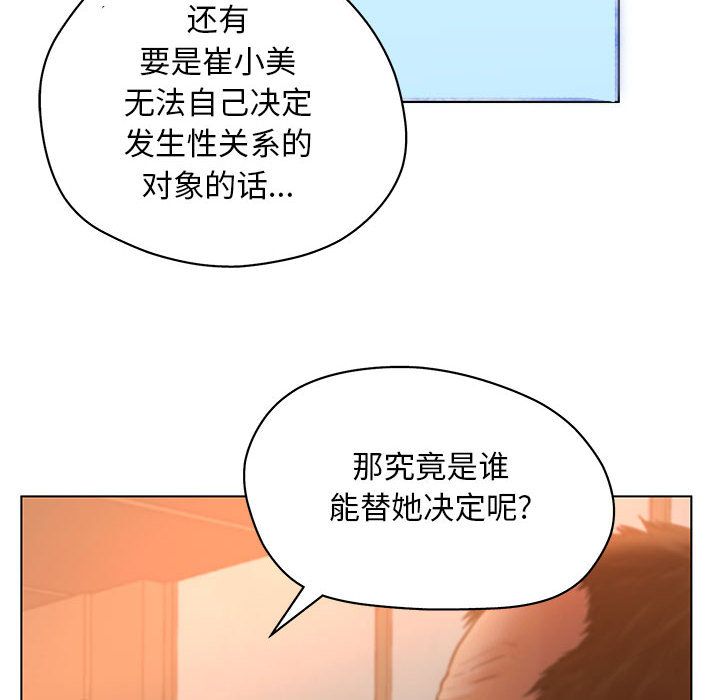 还有
要是崔小美
无法自己决定
发生性关系的
对象的话...
那究竟是谁
能替她决定呢?